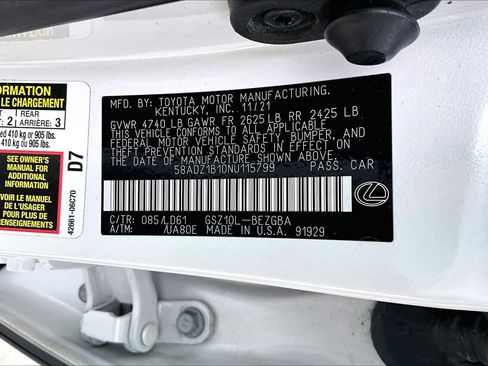 ORMATION
LE CHARGEMENT
1 REAR
2 ARRIÈRE 3
ed 410 kg or 905 lbs.
ser 410 kg ou 905 lbs.
SEE OWNER'S
MANUAL FOR
ADDITIONAL
INFORMATION
VOIR LE MANUEL
DE L'USAGER
POUR PLUS DE
RENSEIGNEMENTS
D7
42661-06C70
MFD. BY: TOYOTA MOTOR MANUFACTURING.
KENTUCKY, INC. 11/21
GVWR 4740 LB GAWR FR 2625 LB RR 2425 LB
THIS VEHICLE CONFORMS TO ALL APPLICABLE
FEDERAL MOTOR VEHICLE SAFETY, BUMPER, AND
THEFT PREVENTION STANDARDS IN EFFECT ON
THE DATE OF MANUFACTURE SHOWN ABOVE.
58ADZ1B10NU115799 PASS. CAR
C/TR: 085/LD61 GSZ10L-BEZGBA
A/TM: /UA80E MADE IN U.S.A. 91929